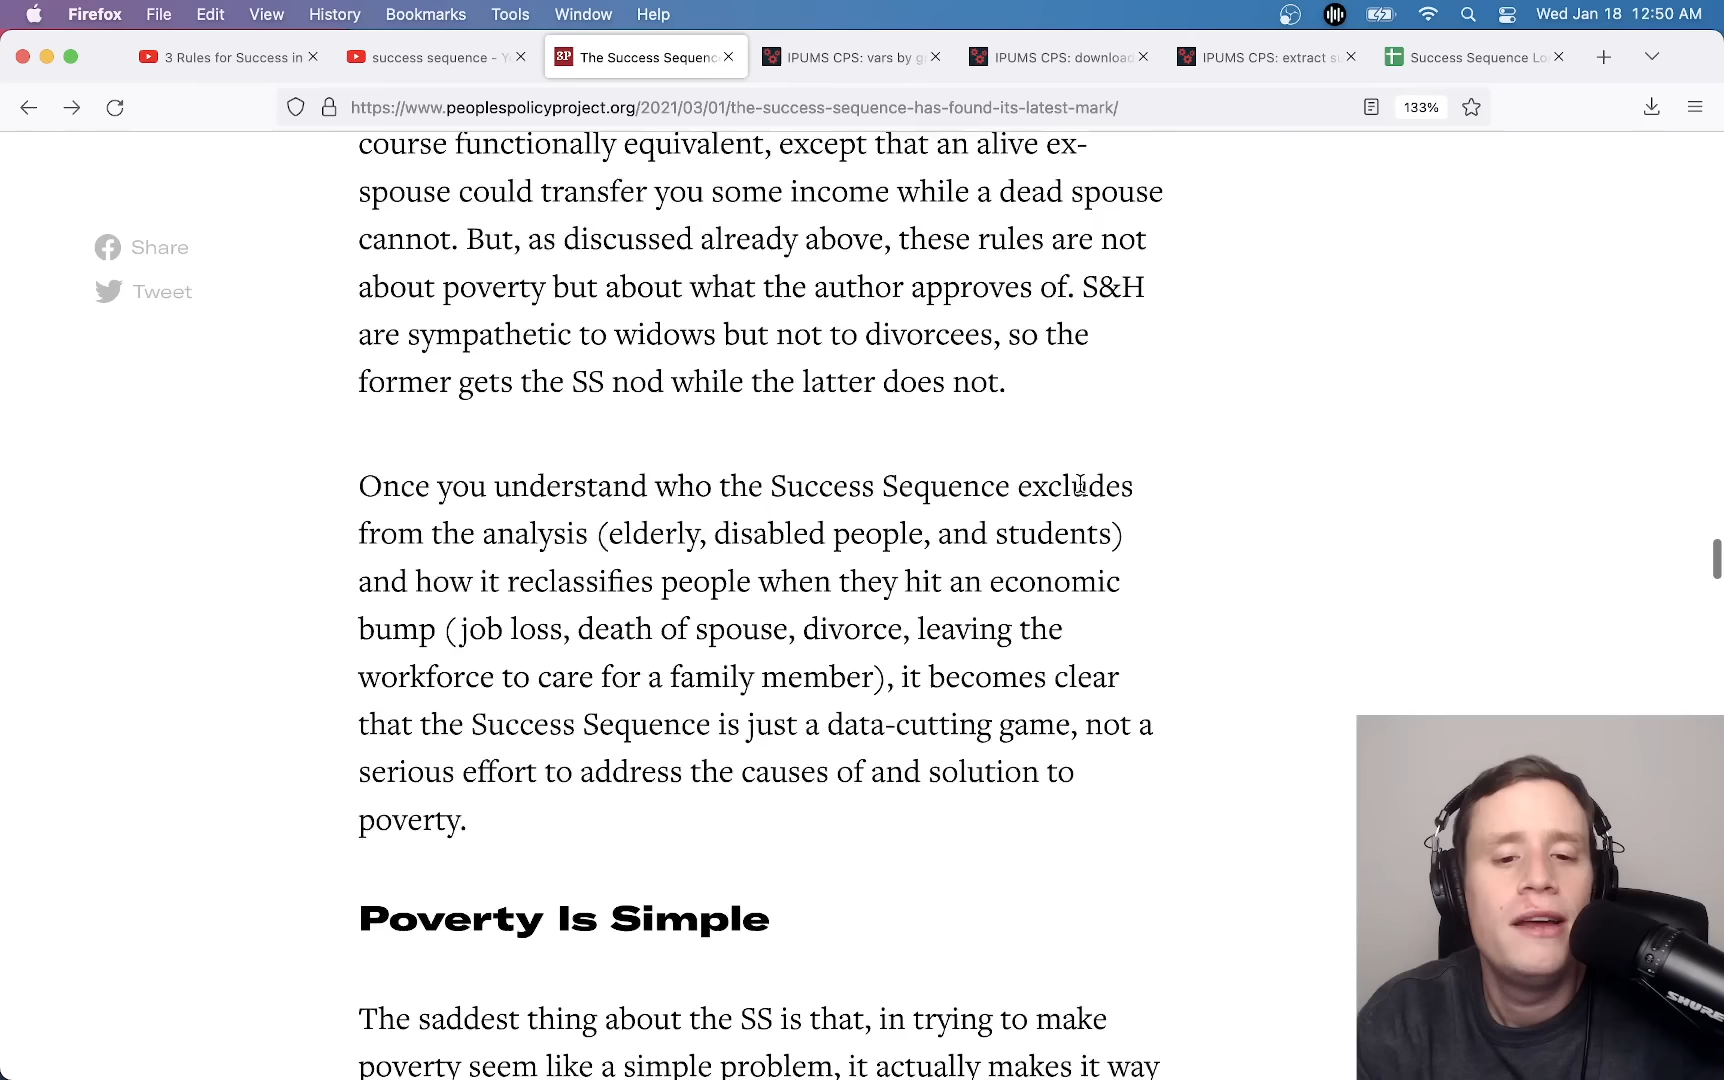 Firefox File Edit View History Bookmarks Tools Window Help Wed Jan 18 12:50 AM
3 Rules for Success in
success sequence - Y
3P The Success Sequenc
IPUMS CPS: vars by g
IPUMS CPS: download
IPUMS CPS: extract s
Success Sequence Lo
https://www.peoplespolicyproject.org/2021/03/01/the-success-sequence-has-found-its-latest-mark/ 133%
Share
Tweet
course functionally equivalent, except that an alive ex-
spouse could transfer you some income while a dead spouse
cannot. But, as discussed already above, these rules are not
about poverty but about what the author approves of. S&H
are sympathetic to widows but not to divorcees, so the
former gets the SS nod while the latter does not.
Once you understand who the Success Sequence excludes
from the analysis (elderly, disabled people, and students)
and how it reclassifies people when they hit an economic
bump (job loss, death of spouse, divorce, leaving the
workforce to care for a family member), it becomes clear
that the Success Sequence is just a data-cutting game, not a
serious effort to address the causes of and solution to
poverty.
Poverty Is Simple
The saddest thing about the SS is that, in trying to make
poverty seem like a simple problem, it actually makes it way
SHURE